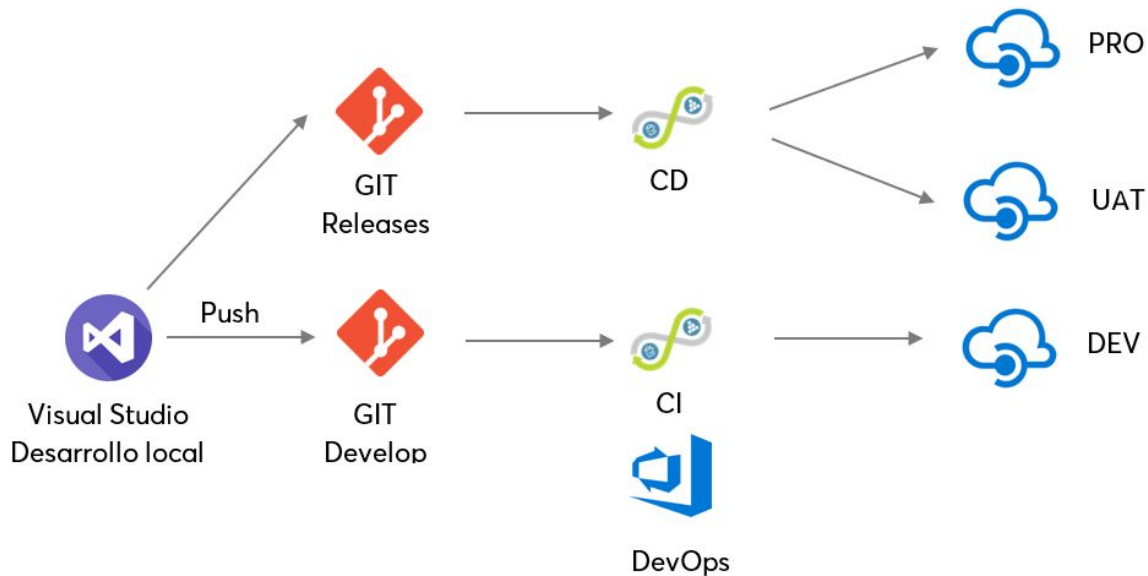 PRO
GIT
Releases
CD
UAT
Push
Visual Studio
Desarrollo local
GIT
Develop
CI
DEV
DevOps